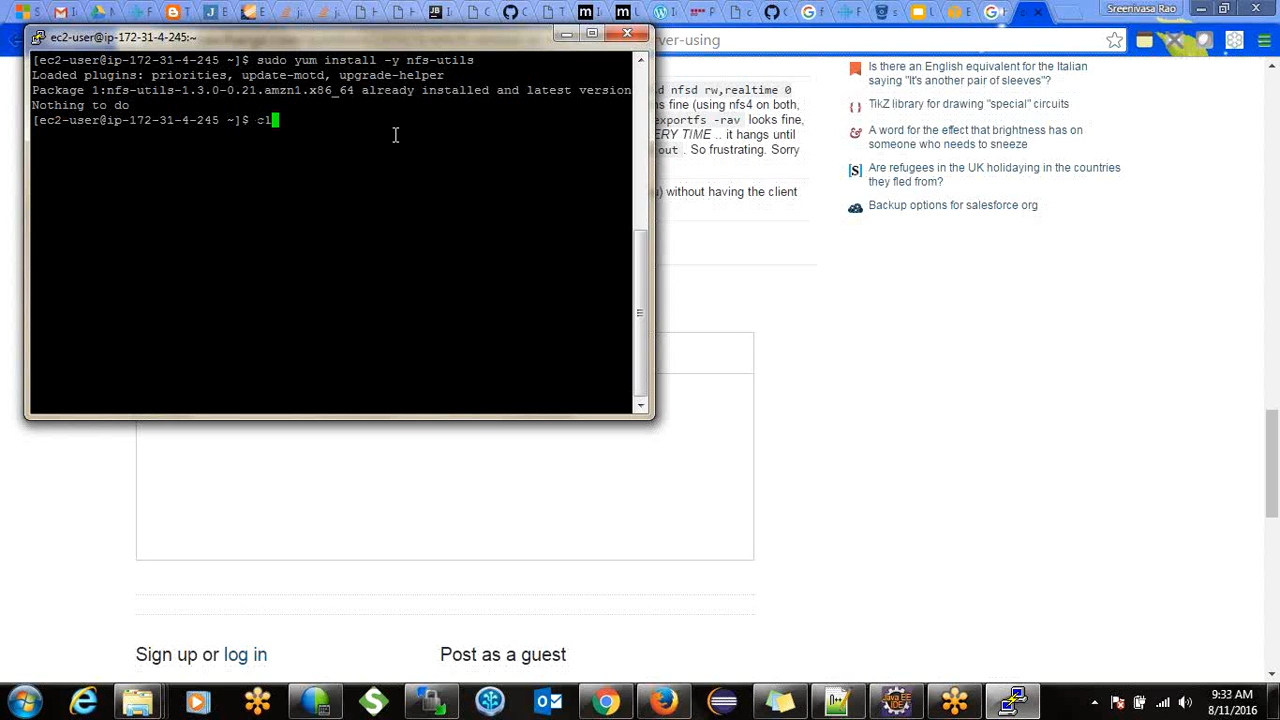 Sreenivasa Rao
ec2-user@ip-172-31-4-245:~
rver-using
[ec2-user@ip-172-31-4-245 ~]$ sudo yum install -y nfs-utils
Loaded plugins: priorities, update-motd, upgrade-helper
Package 1:nfs-utils-1.3.0-0.21.amzn1.x86_64 already installed and latest version
Nothing to do
[ec2-user@ip-172-31-4-245 ~]$ cl
d nfsd rw,realtime 0
ns fine (using nfs4 on both,
exportfs -rav looks fine,
ERY TIME .. it hangs until
out . So frustrating. Sorry
) without having the client
Is there an English equivalent for the Italian
saying "It's another pair of sleeves"?
TikZ library for drawing "special" circuits
A word for the effect that brightness has on
someone who needs to sneeze
Are refugees in the UK holidaying in the countries
they fled from?
Backup options for salesforce org
Sign up or log in
Post as a guest
9:33 AM
8/11/2016